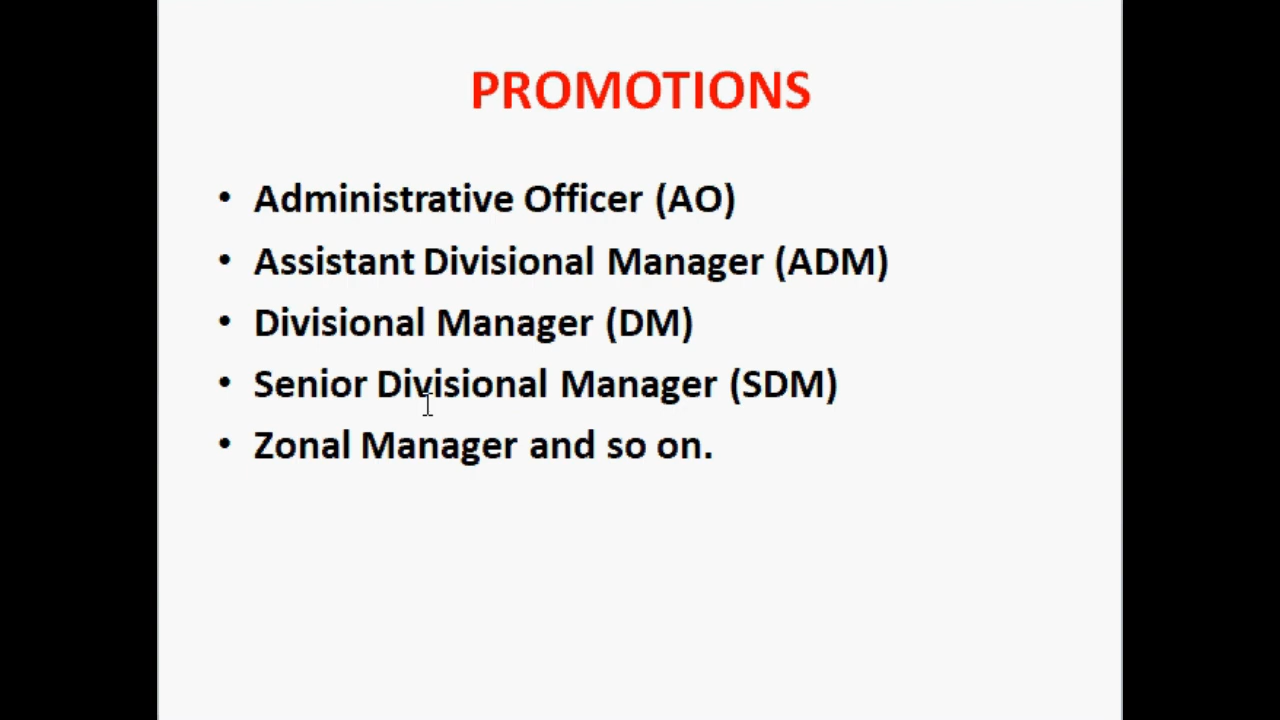 PROMOTIONS
• Administrative Officer (AO)
• Assistant Divisional Manager (ADM)
• Divisional Manager (DM)
• Senior Divisional Manager (SDM)
• Zonal Manager and so on.